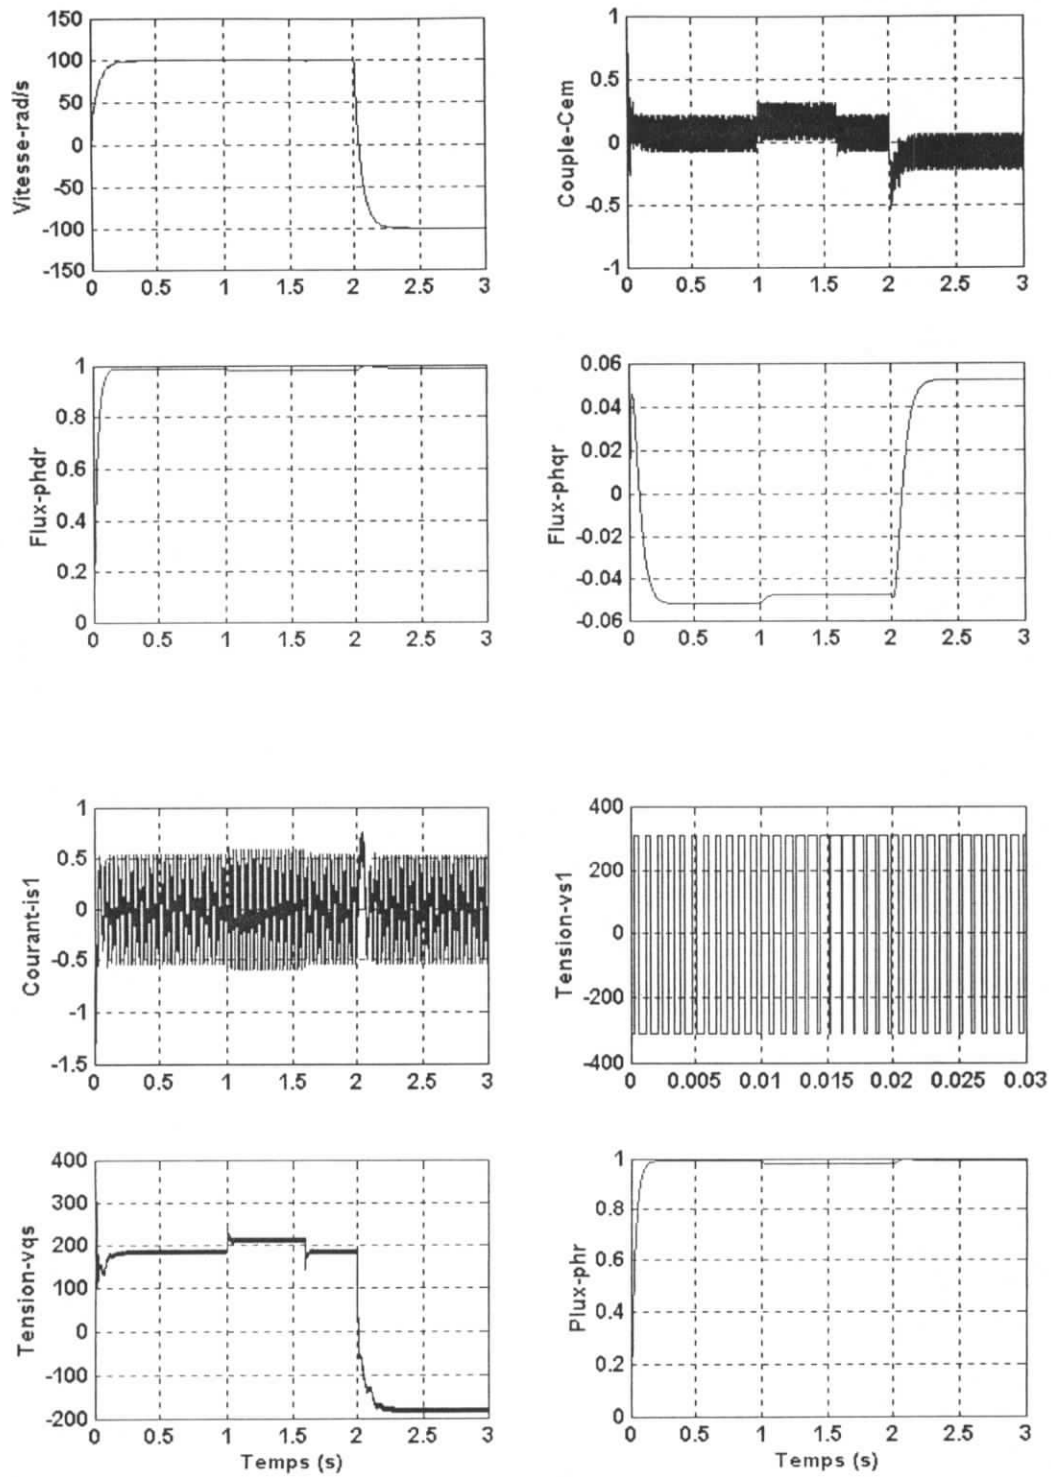 150
100
50
0
-50
-100
-150
Vitesse-rad/s
0 0.5 1 1.5 2 2.5 3
1
0.5
0
-0.5
-1
Couple-Cem
0 0.5 1 1.5 2 2.5 3
1
0.8
0.6
0.4
0.2
0
Flux-phdr
0 0.5 1 1.5 2 2.5 3
0.06
0.04
0.02
0
-0.02
-0.04
-0.06
Flux-phqr
0 0.5 1 1.5 2 2.5 3
1
0.5
0
-0.5
-1
-1.5
Courant-is1
0 0.5 1 1.5 2 2.5 3
400
200
0
-200
-400
Tension-vs1
0 0.005 0.01 0.015 0.02 0.025 0.03
400
300
200
100
0
-100
-200
Tension-vqs
0 0.5 1 1.5 2 2.5 3
Temps (s)
1
0.8
0.6
0.4
0.2
0
Plux-phr
0 0.5 1 1.5 2 2.5 3
Temps (s)